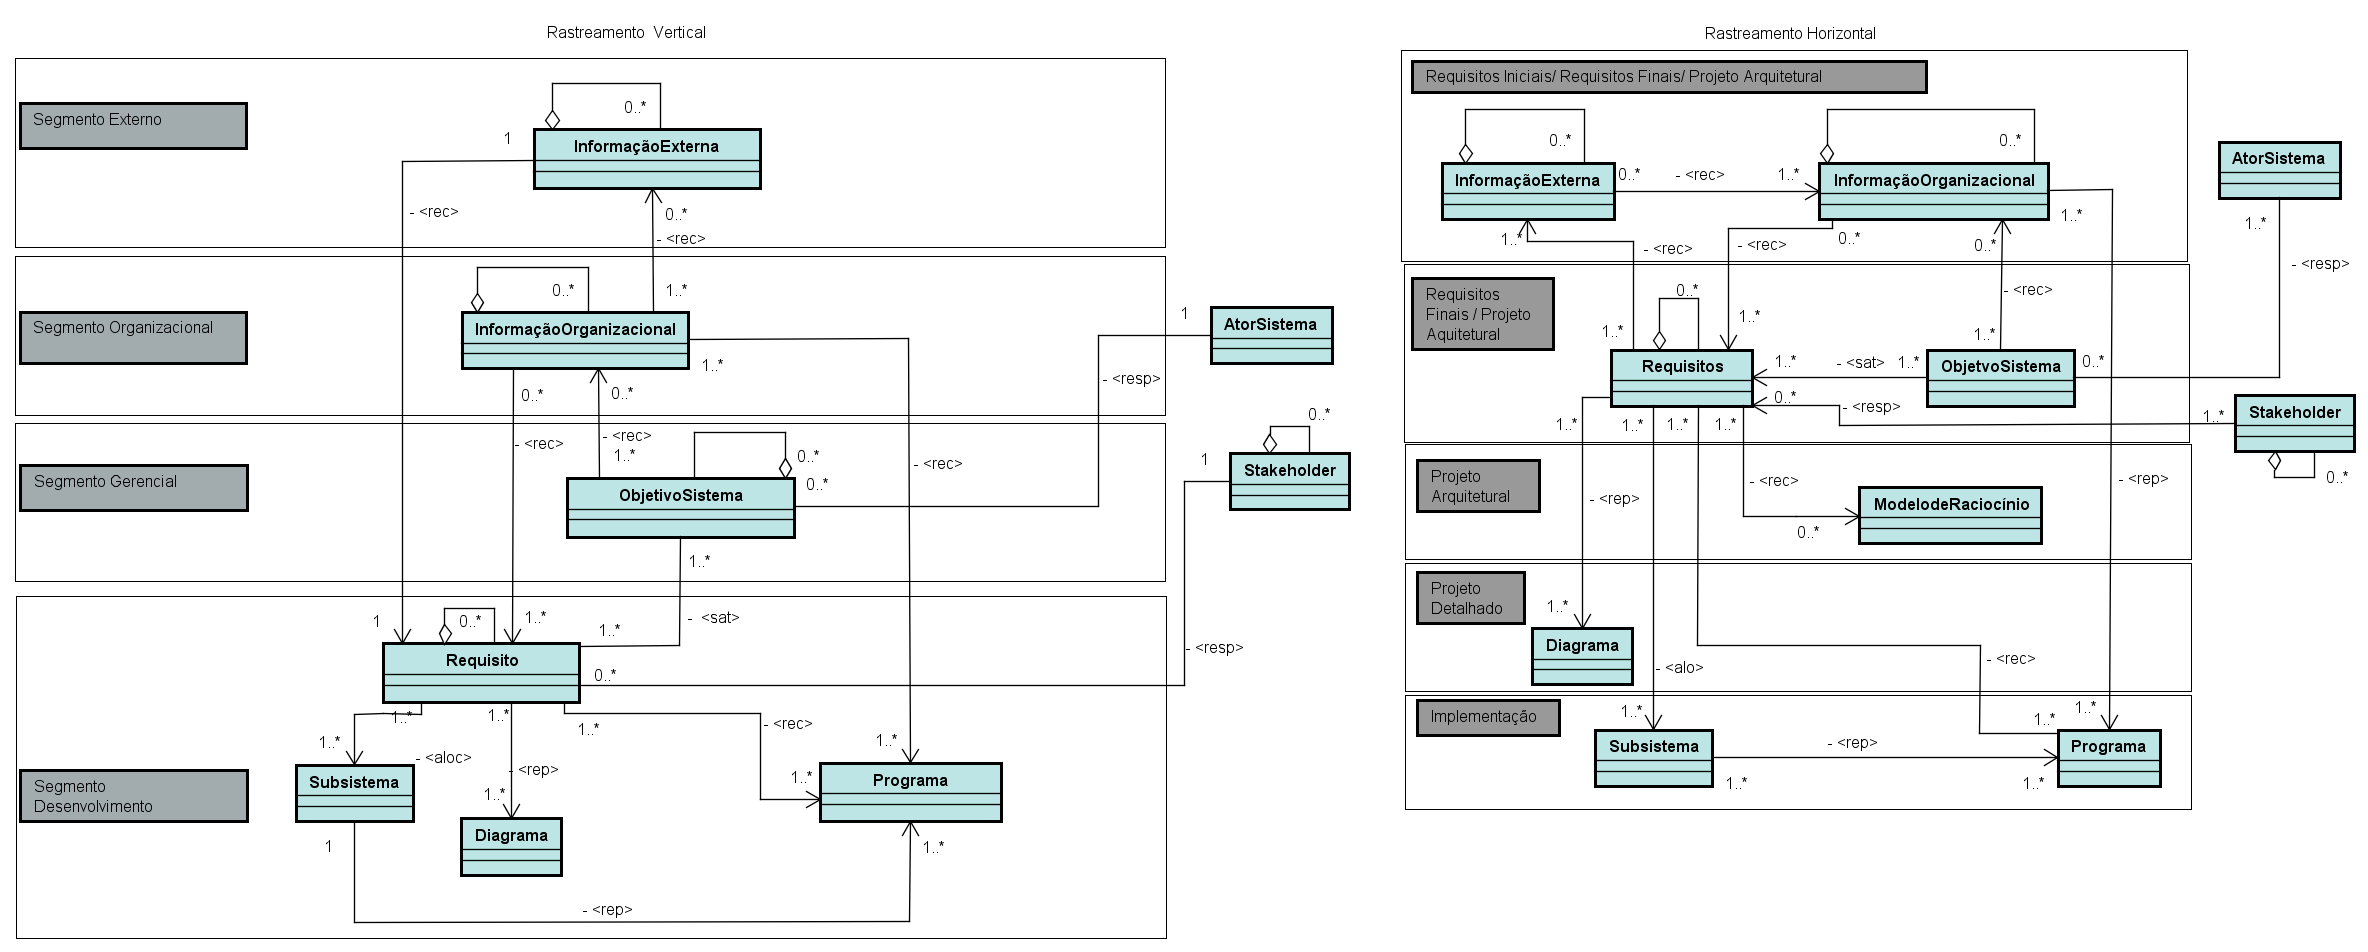 Rastreamento Vertical
Segmento Externo
0..*
1
InformaçãoExterna
- <rec>
0..*
- <rec>
0..*
1..*
Segmento Organizacional
InformaçãoOrganizacional
1..*
1
AtorSistema
0..*
0..*
- <resp>
- <rec>
- <rec>
1..*
0..*
0..*
- <rec>
0..*
1
Stakeholder
Segmento Gerencial
ObjetivoSistema
1..*
1
0..*
1..*
1..*
- <sat>
Requisito
0..*
- <resp>
1..*
1..*
1..*
- <rec>
1..*
1..*
- <aloc>
- <rep>
1..*
1..*
Subsistema
Diagrama
Programa
Segmento
Desenvolvimento
1
1..*
- <rep>
Rastreamento Horizontal
Requisitos Iniciais/ Requisitos Finais/ Projeto Arquitetural
0..*
0..*
InformaçãoExterna
0..*
- <rec>
1..*
InformaçãoOrganizacional
AtorSistema
1..*
- <rec>
- <rec>
0..*
0..*
1..*
1..*
- <resp>
Requisitos
Finais / Projeto
Aquitetural
0..*
- <rec>
1..*
1..*
1..*
Requisitos
1..*
- <sat>
1..*
ObjetvoSistema
0..*
0..*
- <resp>
1..*
Stakeholder
0..*
1..*
1..*
1..*
1..*
Projeto
Arquitetural
- <rep>
- <rec>
0..*
ModelodeRaciocínio
- <rep>
Projeto
Detalhado
1..*
Diagrama
- <alo>
- <rec>
Implementação
1..*
1..*
1..*
Subsistema
- <rep>
Programa
1..*
1..*